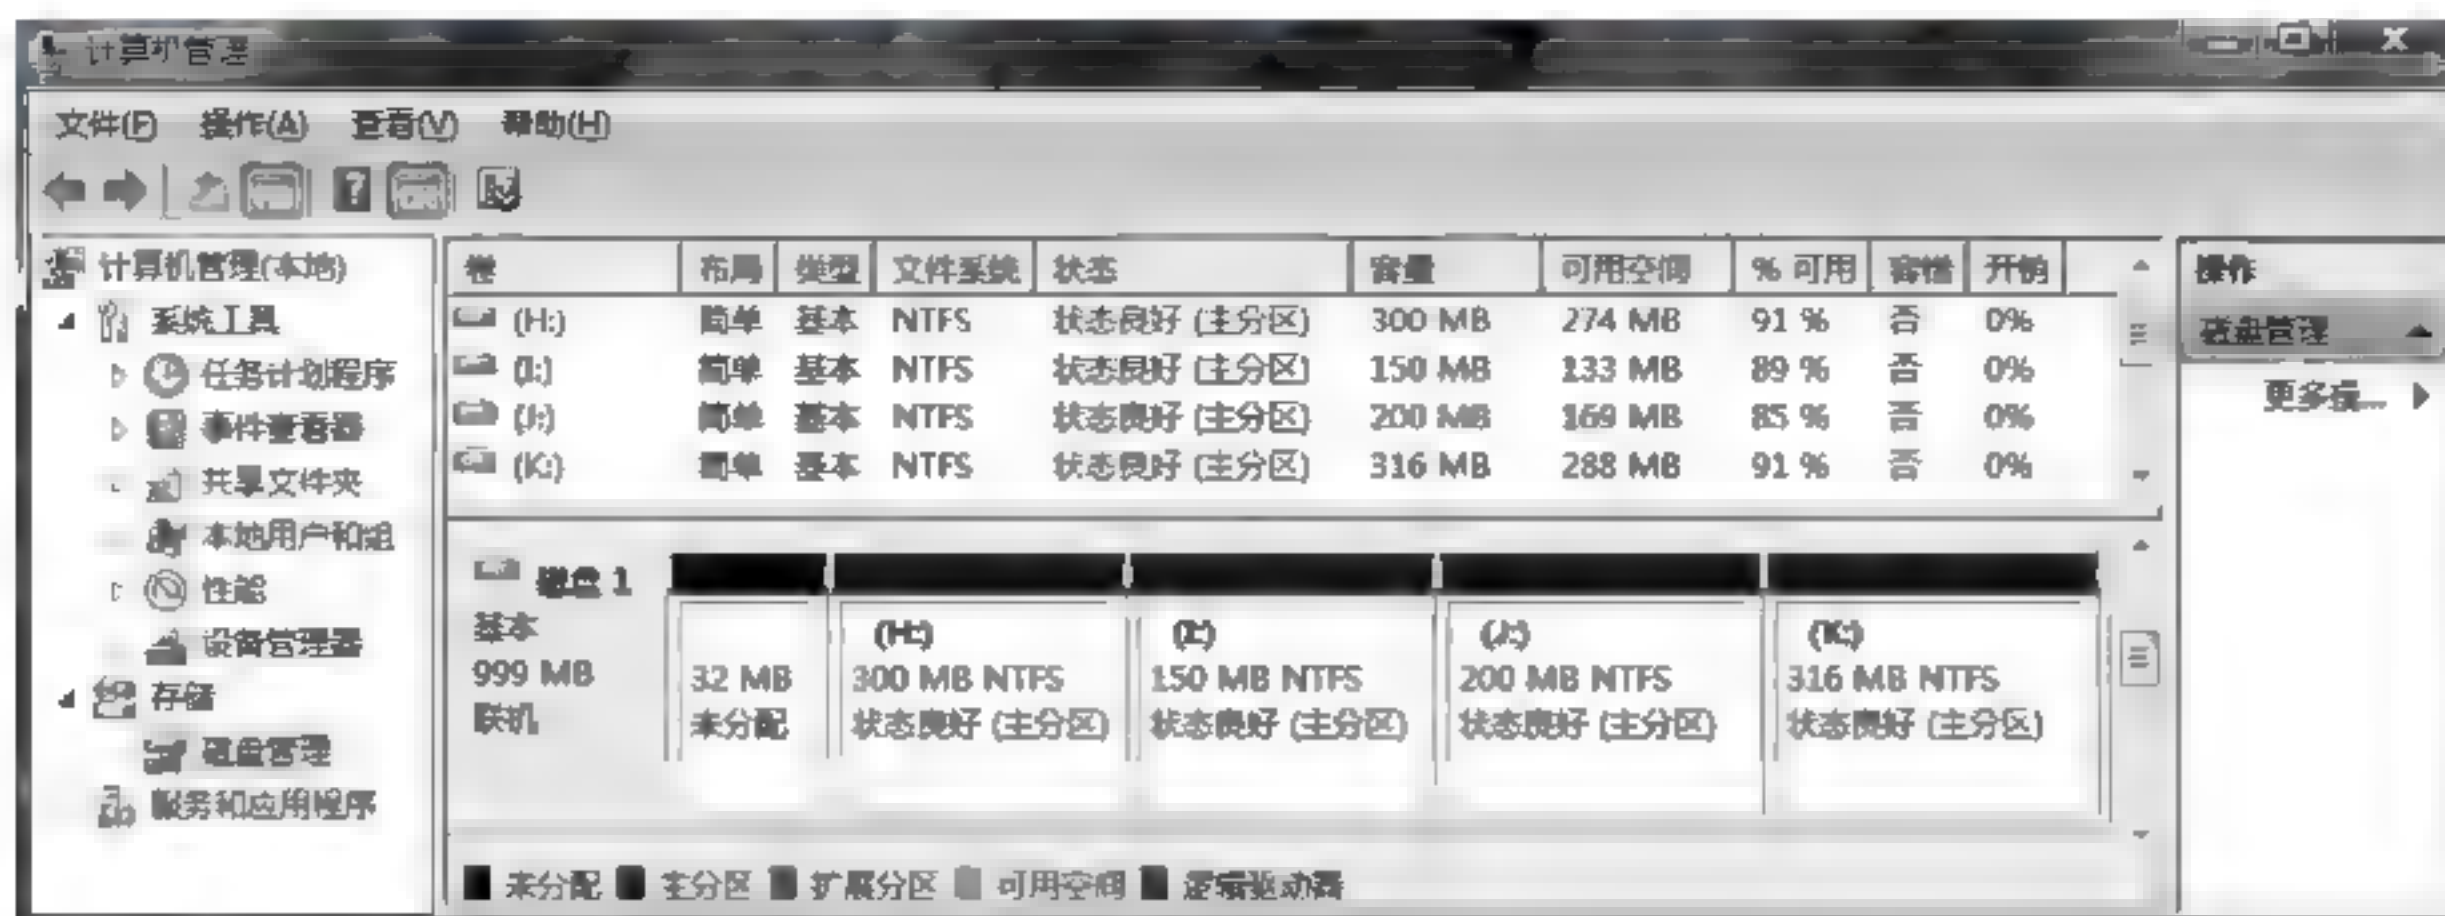 计算机管理
文件(F) 操作(A) 查看(V) 帮助(H)
计算机管理(本地)
系统工具
任务计划程序
事件查看器
共享文件夹
本地用户和组
性能
设备管理器
存储
磁盘管理
服务和应用程序
卷 布局 类型 文件系统 状态 容量 可用空间 % 可用 容错 开销
(H:) 简单 基本 NTFS 状态良好 (主分区) 300 MB 274 MB 91 % 否 0%
(I:) 简单 基本 NTFS 状态良好 (主分区) 150 MB 133 MB 89 % 否 0%
(J:) 简单 基本 NTFS 状态良好 (主分区) 200 MB 169 MB 85 % 否 0%
(K:) 简单 基本 NTFS 状态良好 (主分区) 316 MB 288 MB 91 % 否 0%
磁盘 1
基本
999 MB
联机
32 MB
未分配
(H:)
300 MB NTFS
状态良好 (主分区)
(I:)
150 MB NTFS
状态良好 (主分区)
(J:)
200 MB NTFS
状态良好 (主分区)
(K:)
316 MB NTFS
状态良好 (主分区)
未分配 主分区 扩展分区 可用空间 逻辑驱动器
操作
磁盘管理
更多操...